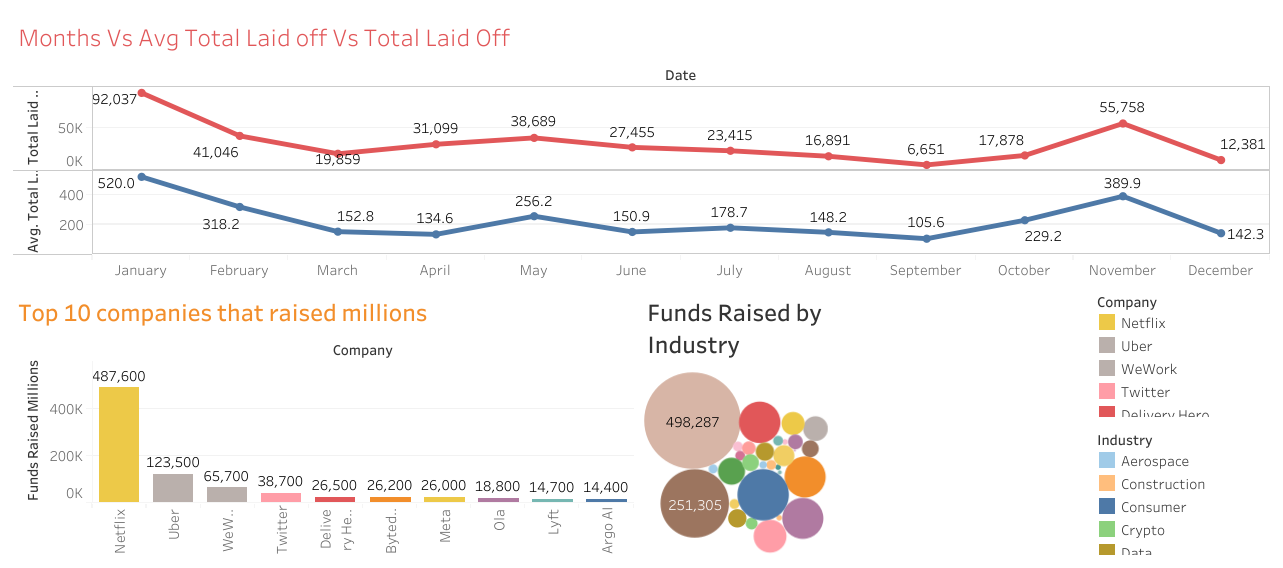 Months Vs Avg Total Laid off Vs Total Laid Off
Date
Total Laid ..
50K
0K
92,037
41,046
19,859
31,099
38,689
27,455
23,415
16,891
6,651
17,878
55,758
12,381
Avg. Total L..
400
200
520.0
318.2
152.8
134.6
256.2
150.9
178.7
148.2
105.6
229.2
389.9
142.3
January
February
March
April
May
June
July
August
September
October
November
December
Top 10 companies that raised millions
Company
Funds Raised Millions
400K
200K
0K
487,600
123,500
65,700
38,700
26,500
26,200
26,000
18,800
14,700
14,400
Netflix
Uber
WeW..
Twitter
Delive
ry He..
Byted..
Meta
Ola
Lyft
Argo AI
Funds Raised by
Industry
498,287
251,305
Company
Netflix
Uber
WeWork
Twitter
Delivery Hero
Industry
Aerospace
Construction
Consumer
Crypto
Data